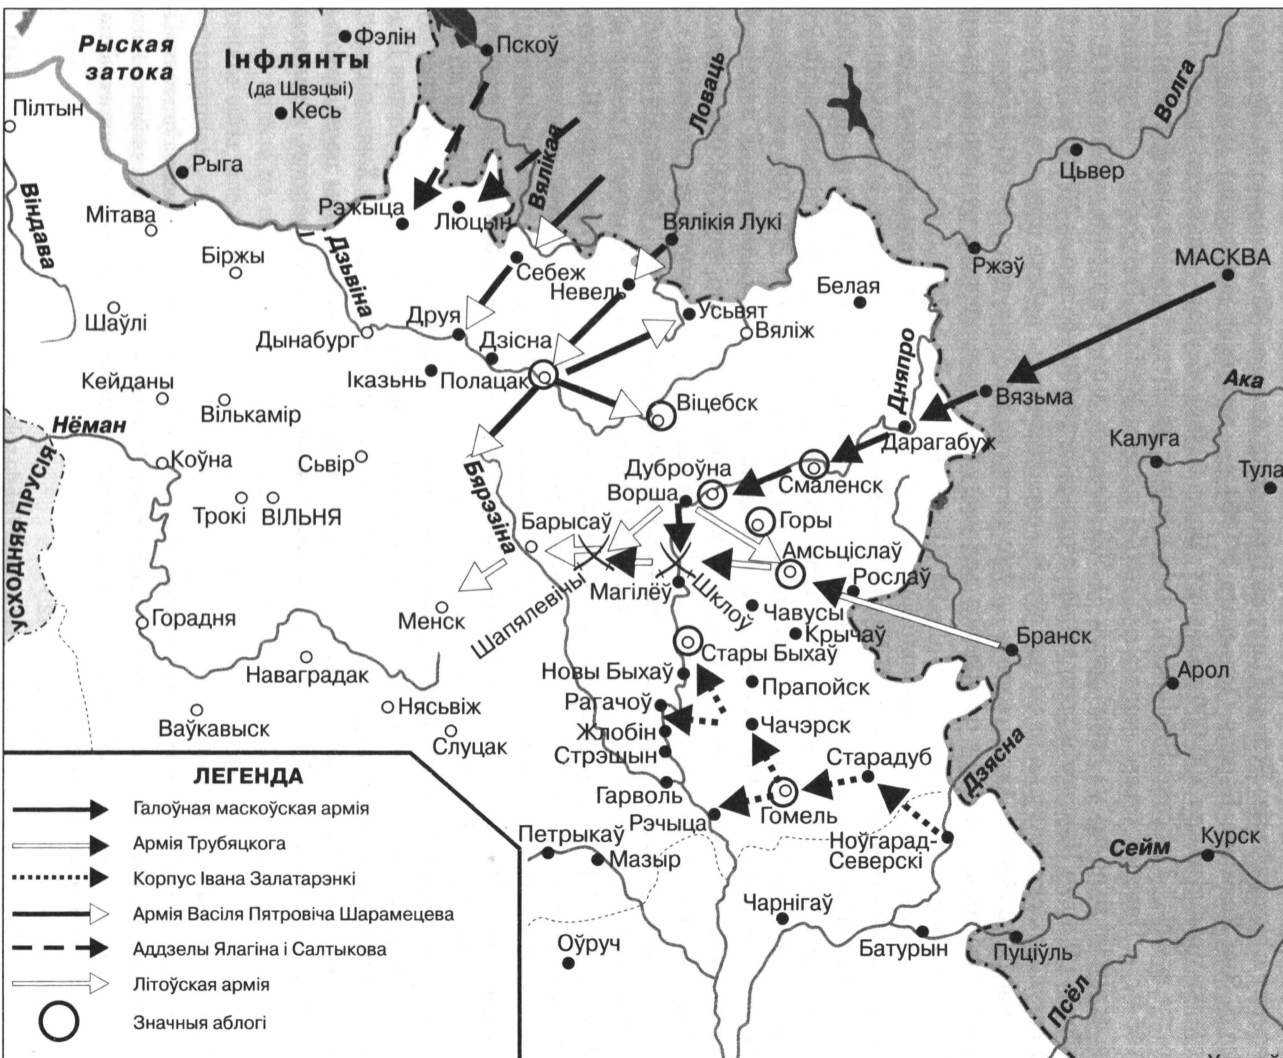 Рыская
затока
Інфлянты
(да Швэцыі)
Фэлін
Кесь
Пскоў
Ловаць
Волга
Пілтын
Рыга
Вялікая
Цьвер
Віндава
Мітава
Рэжыца
Люцын
Вялікія Лукі
Ржэў
МАСКВА
Біржы
Дзьвіна
Себеж
Невель
Белая
Шаўлі
Друя
Усьвят
Дынабург
Дзісна
Вяліж
Дняпро
Кейданы
Іказьнь
Полацак
Вязьма
Ака
Вількамір
Віцебск
Нёман
Дарагабуж
Калуга
Коўна
Сьвір
Бярэзіна
Дуброўна
Смаленск
Тула
УСХОДНЯЯ ПРУСІЯ
Трокі
ВІЛЬНЯ
Ворша
Горы
Барысаў
Амсьціслаў
Рослаў
Шапялевічы
Магілёў
Шклоў
Чавусы
Горадня
Менск
Крычаў
Бранск
Стары Быхаў
Наваградак
Новы Быхаў
Прапойск
Арол
Ваўкавыск
Нясьвіж
Рагачоў
Чачэрск
Слуцак
Жлобін
Стрэшын
Старадуб
Дзясна
Гарволь
Рэчыца
Гомель
Петрыкаў
Мазыр
Ноўгарад-
Северскі
Сейм
Курск
Чарнігаў
Оўруч
Батурын
Пуціўль
Псёл
ЛЕГЕНДА
Галоўная маскоўская армія
Армія Трубяцкога
Корпус Івана Залатарэнкі
Армія Васіля Пятровіча Шарамецева
Аддзелы Ялагіна і Салтыкова
Літоўская армія
Значныя аблогі